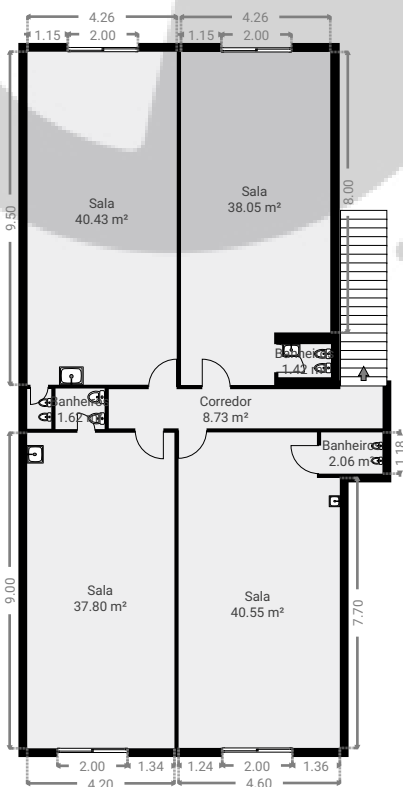 4.26
4.26
1.15
2.00
1.15
2.00
9.50
8.00
Sala
40.43 m²
Sala
38.05 m²
Banheiro
1.42 m²
Banheiro
1.62
Corredor
8.73 m²
Banheiro
2.06 m²
1.18
9.00
7.70
Sala
37.80 m²
Sala
40.55 m²
2.00
1.34
1.24
2.00
1.36
4.20
4.60